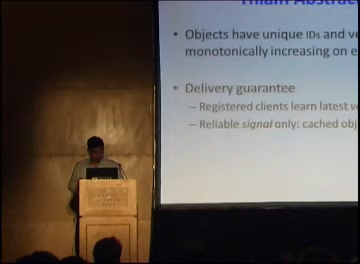 Thialfi Abstrac
• Objects have unique IDs and ve
monotonically increasing on e
• Delivery guarantee
– Registered clients learn latest v
– Reliable signal only: cached obj